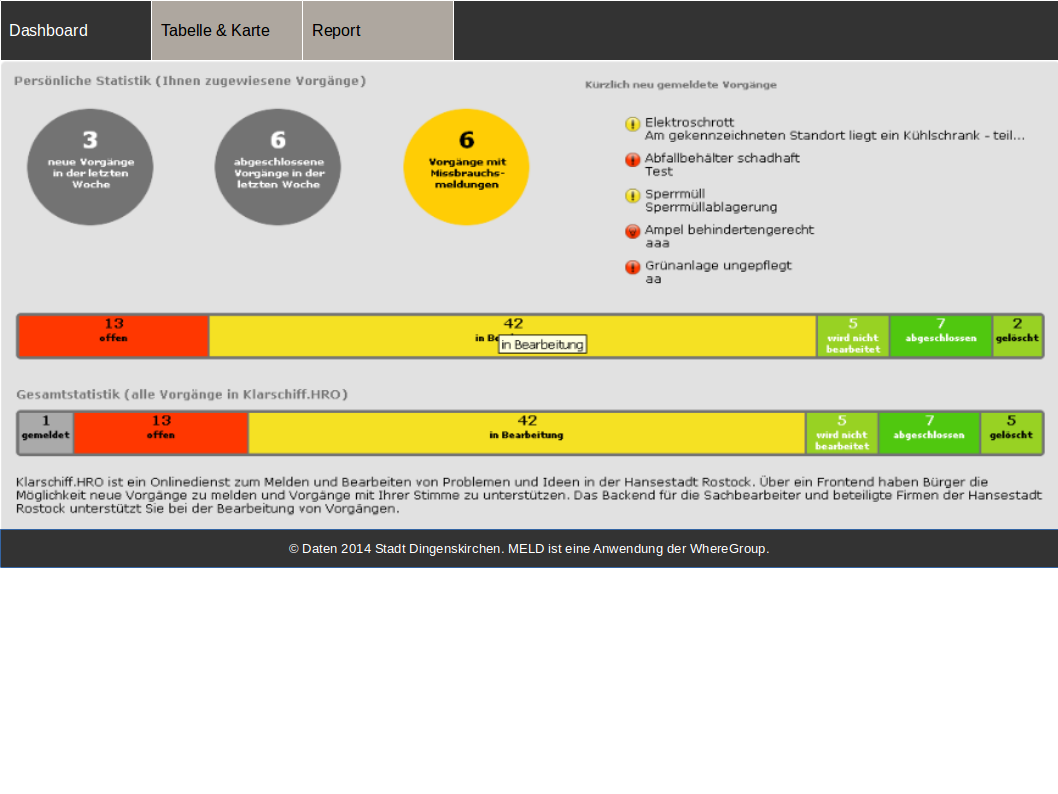 Dashboard
Tabelle & Karte
Report
Persönliche Statistik (Ihnen zugewiesene Vorgänge)
3
neue Vorgänge
in der letzten
Woche
6
abgeschlossene
Vorgänge in der
letzten Woche
6
Vorgänge mit
Missbrauchs-
meldungen
Kürzlich neu gemeldete Vorgänge
Elektroschrott
Am gekennzeichneten Standort liegt ein Kühlschrank - teil...
Abfallbehälter schadhaft
Test
Sperrmüll
Sperrmüllablagerung
Ampel behindertengerecht
aaa
Grünanlage ungepflegt
aa
13
offen
42
in Be
in Bearbeitung
5
wird nicht
bearbeitet
7
abgeschlossen
2
gelöscht
Gesamtstatistik (alle Vorgänge in Klarschiff.HRO)
1
gemeldet
13
offen
42
in Bearbeitung
5
wird nicht
bearbeitet
7
abgeschlossen
5
gelöscht
Klarschiff.HRO ist ein Onlinedienst zum Melden und Bearbeiten von Problemen und Ideen in der Hansestadt Rostock. Über ein Frontend haben Bürger die
Möglichkeit neue Vorgänge zu melden und Vorgänge mit Ihrer Stimme zu unterstützen. Das Backend für die Sachbearbeiter und beteiligte Firmen der Hansestadt
Rostock unterstützt Sie bei der Bearbeitung von Vorgängen.
© Daten 2014 Stadt Dingenskirchen. MELD ist eine Anwendung der WhereGroup.